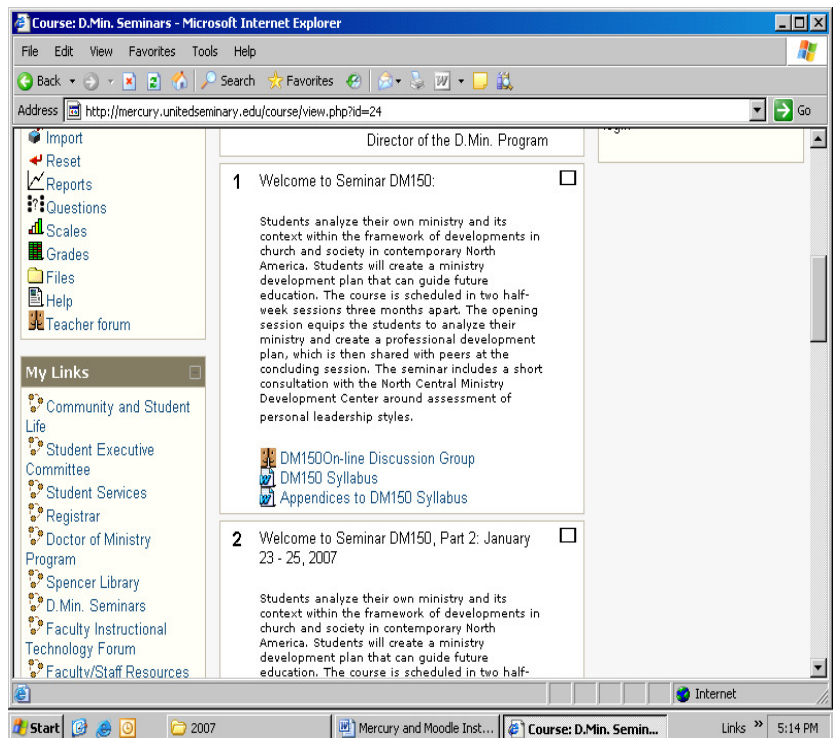 Course: D.Min. Seminars - Microsoft Internet Explorer
File Edit View Favorites Tools Help
Back Search Favorites
Address http://mercury.unitedseminary.edu/course/view.php?id=24 Go
Import
Reset
Reports
Questions
Scales
Grades
Files
Help
Teacher forum
My Links
Community and Student
Life
Student Executive
Committee
Student Services
Registrar
Doctor of Ministry
Program
Spencer Library
D.Min. Seminars
Faculty Instructional
Technology Forum
Faculty/Staff Resources
Director of the D.Min. Program
1 Welcome to Seminar DM150:
Students analyze their own ministry and its
context within the framework of developments in
church and society in contemporary North
America. Students will create a ministry
development plan that can guide future
education. The course is scheduled in two half-
week sessions three months apart. The opening
session equips the students to analyze their
ministry and create a professional development
plan, which is then shared with peers at the
concluding session. The seminar includes a short
consultation with the North Central Ministry
Development Center around assessment of
personal leadership styles.
DM150On-line Discussion Group
DM150 Syllabus
Appendices to DM150 Syllabus
2 Welcome to Seminar DM150, Part 2: January
23 - 25, 2007
Students analyze their own ministry and its
context within the framework of developments in
church and society in contemporary North
America. Students will create a ministry
development plan that can guide future
education. The course is scheduled in two half-
Internet
Start 2007 Mercury and Moodle Inst... Course: D.Min. Semin... Links » 5:14 PM